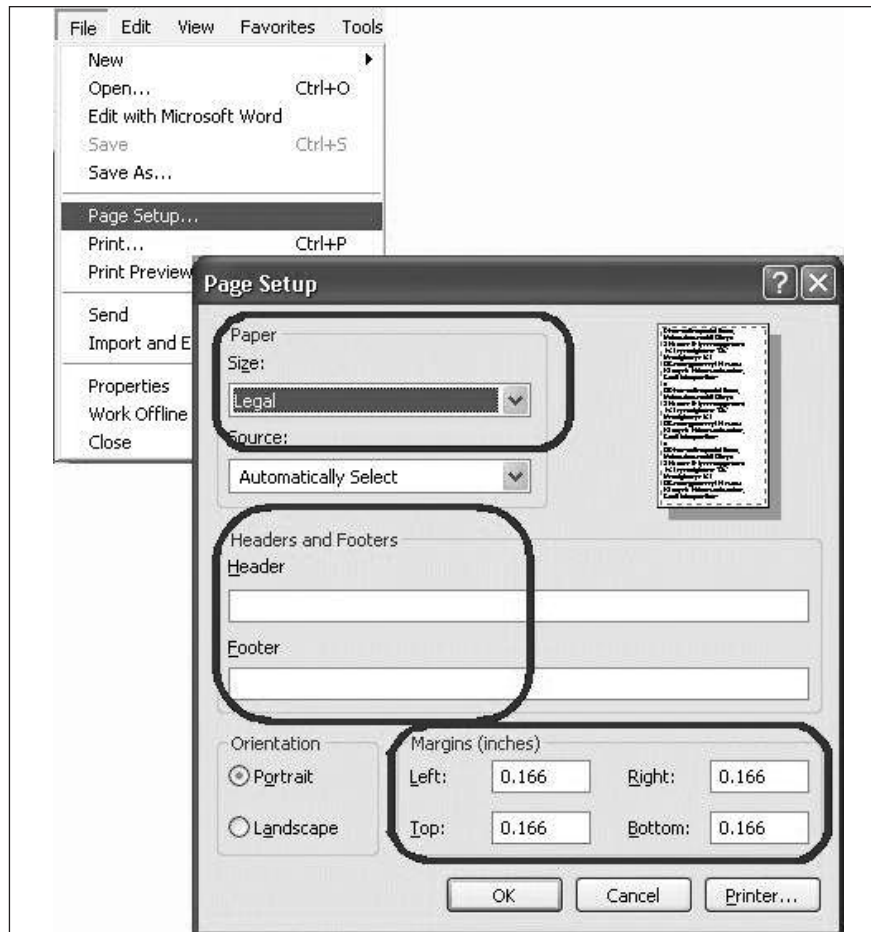 File Edit View Favorites Tools
New
Open... Ctrl+O
Edit with Microsoft Word
Save Ctrl+S
Save As...
Page Setup...
Print... Ctrl+P
Print Preview
Send
Import and E
Properties
Work Offline
Close
Page Setup
Paper
Size:
Legal
Source:
Automatically Select
Headers and Footers
Header
Footer
Orientation
Portrait
Landscape
Margins (inches)
Left: 0.166 Right: 0.166
Top: 0.166 Bottom: 0.166
OK Cancel Printer...